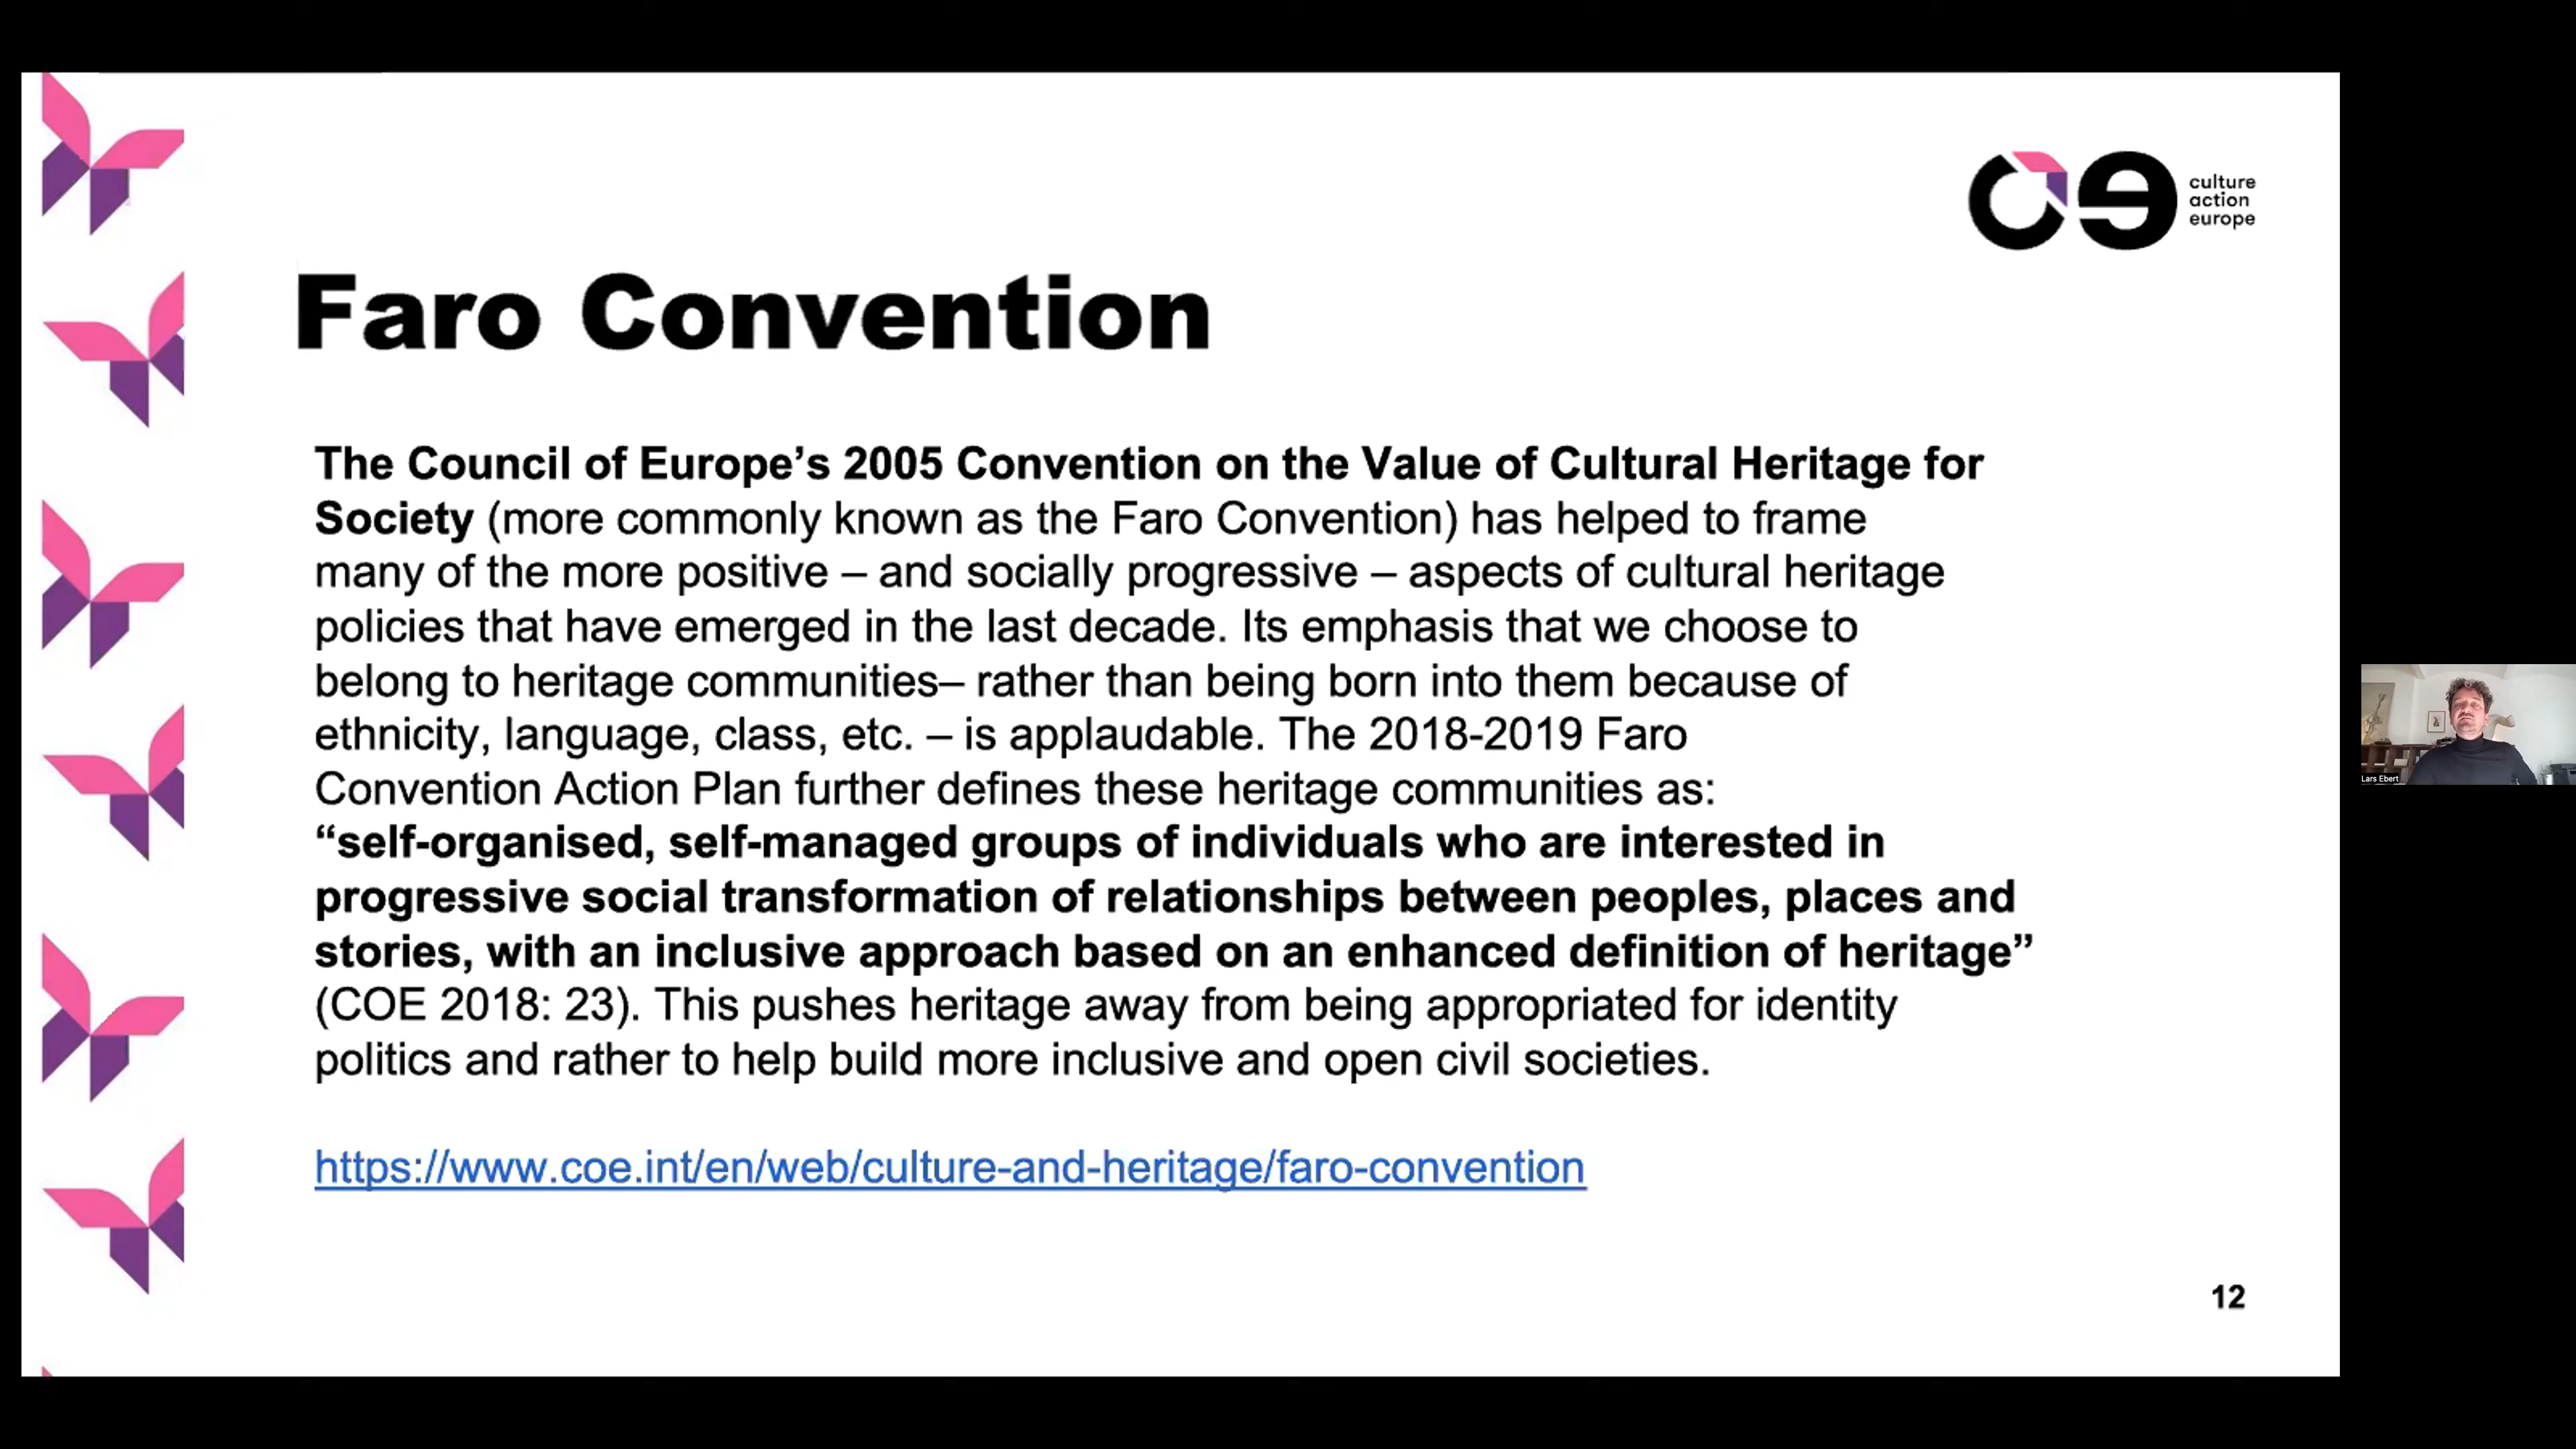 culture
action
europe
Faro Convention
The Council of Europe’s 2005 Convention on the Value of Cultural Heritage for
Society (more commonly known as the Faro Convention) has helped to frame
many of the more positive – and socially progressive – aspects of cultural heritage
policies that have emerged in the last decade. Its emphasis that we choose to
belong to heritage communities– rather than being born into them because of
ethnicity, language, class, etc. – is applaudable. The 2018-2019 Faro
Convention Action Plan further defines these heritage communities as:
“self-organised, self-managed groups of individuals who are interested in
progressive social transformation of relationships between peoples, places and
stories, with an inclusive approach based on an enhanced definition of heritage”
(COE 2018: 23). This pushes heritage away from being appropriated for identity
politics and rather to help build more inclusive and open civil societies.
https://www.coe.int/en/web/culture-and-heritage/faro-convention
12
Lars Ebert